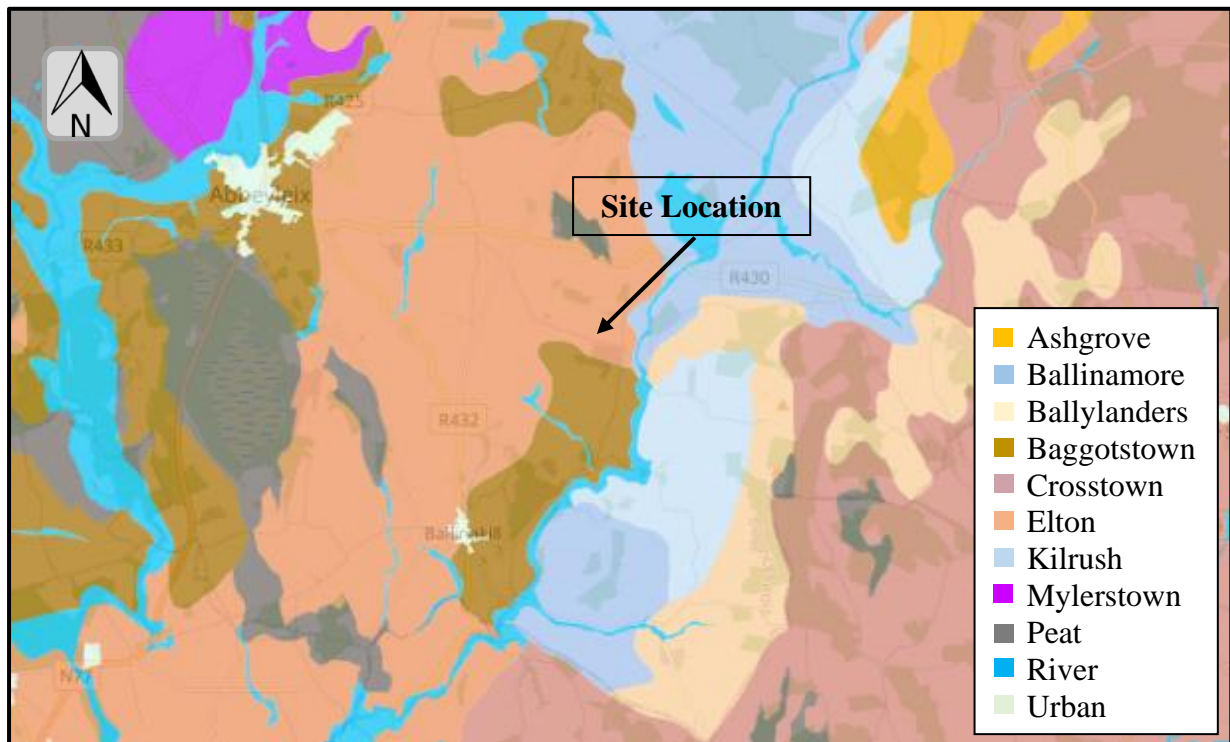 N
R425
Abbeyleix
R433
Site Location
R430
R432
Ballinakill
N77
Ashgrove
Ballinamore
Ballylanders
Baggotstown
Crosstown
Elton
Kilrush
Mylerstown
Peat
River
Urban